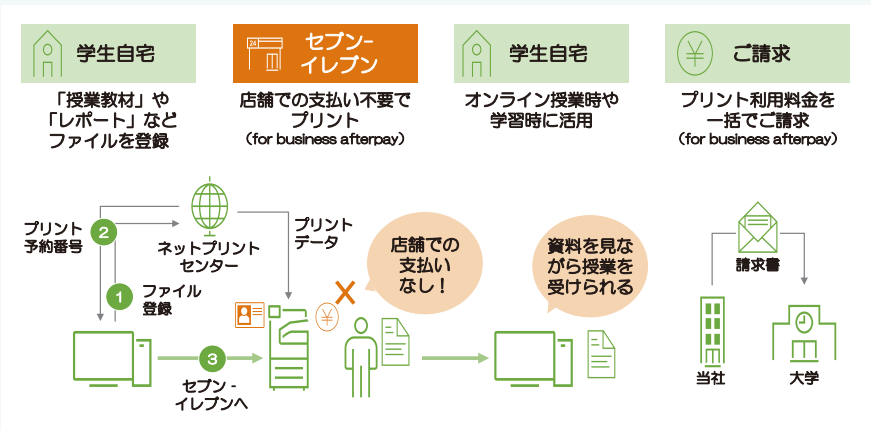 学生自宅
24
セブン-
イレブン
学生自宅
¥
ご請求
「授業教材」や
「レポート」など
ファイルを登録
店舗での支払い不要で
プリント
（for business afterpay）
オンライン授業時や
学習時に活用
プリント利用料金を
一括でご請求
（for business afterpay）
プリント
予約番号
2
ネットプリント
センター
プリント
データ
1
ファイル
登録
3
セブン -
イレブンへ
¥
店舗での
支払い
なし！
資料を見な
がら授業を
受けられる
請求書
当社
大学